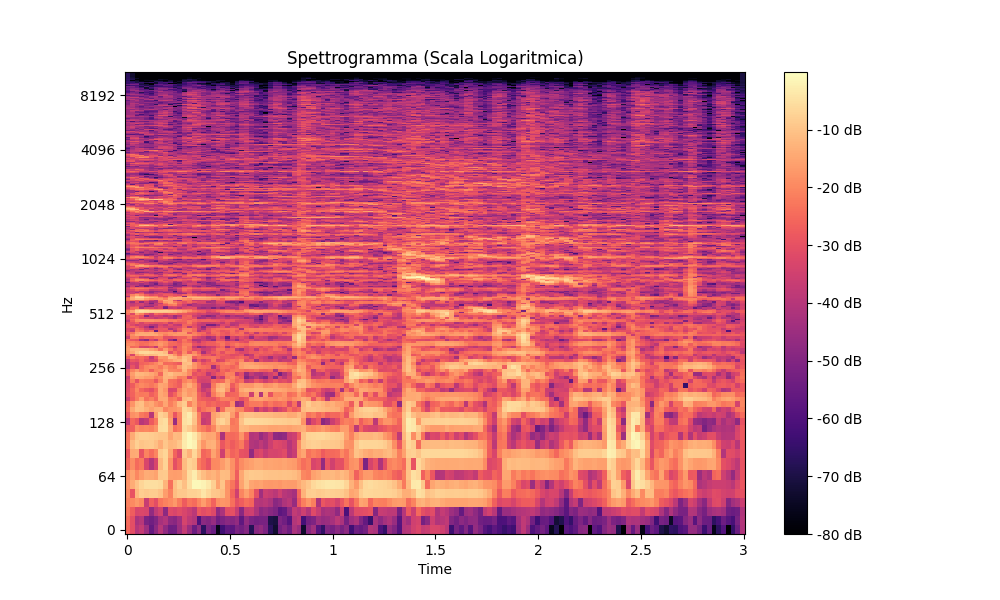 Spettrogramma (Scala Logaritmica)
8192
4096
2048
1024
512
256
128
64
0
Hz
0
0.5
1
1.5
2
2.5
3
Time
-10 dB
-20 dB
-30 dB
-40 dB
-50 dB
-60 dB
-70 dB
-80 dB